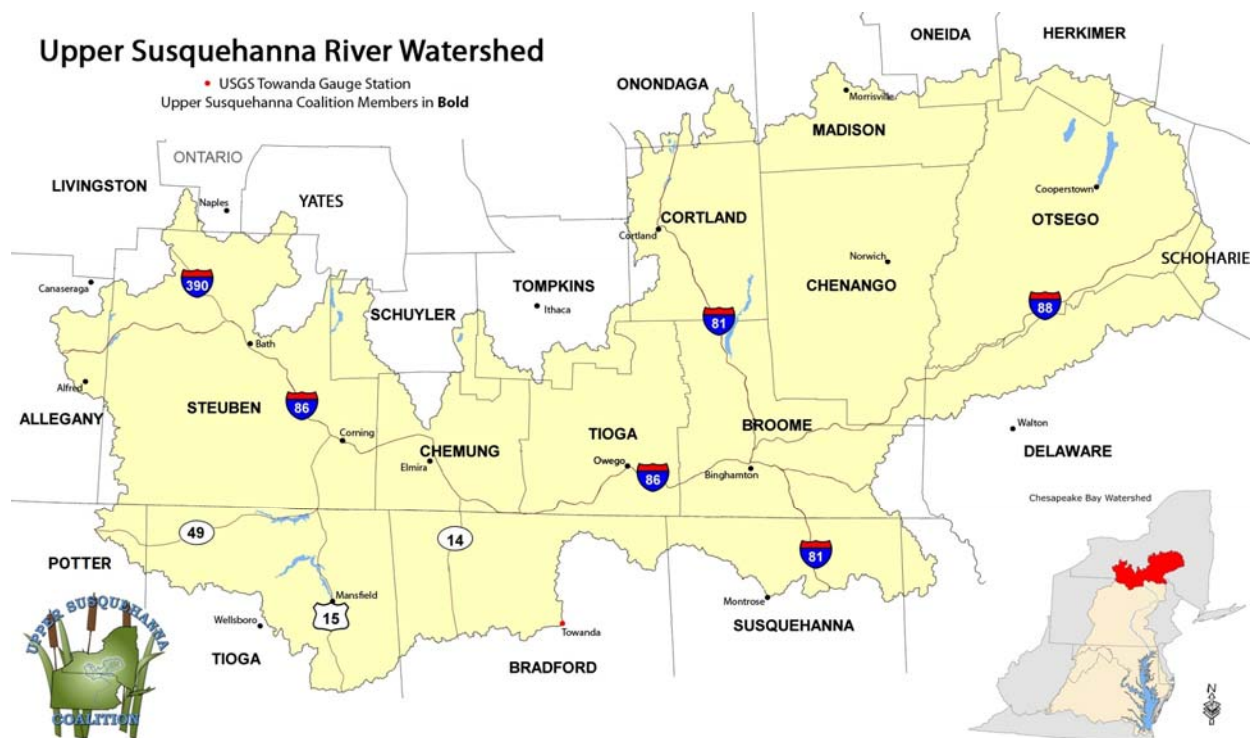 Upper Susquehanna River Watershed
USGS Towanda Gauge Station
Upper Susquehanna Coalition Members in Bold
ONEIDA
HERKIMER
ONONDAGA
Morrisville
MADISON
ONTARIO
LIVINGSTON
Naples
YATES
Cooperstown
CORTLAND
OTSEGO
Cortland
Norwich
SCHOHARIE
Canaseraga
390
TOMPKINS
CHENANGO
Ithaca
SCHUYLER
81
88
Bath
Alfred
STEUBEN
86
ALLEGANY
Corning
TIOGA
BROOME
Walton
CHEMUNG
DELAWARE
Elmira
Owego
86
Binghamton
Chesapeake Bay Watershed
49
14
81
POTTER
Mansfield
Montrose
UPPER SUSQUEHANNA
COALITION
Wellsboro
15
Towanda
SUSQUEHANNA
TIOGA
BRADFORD
N